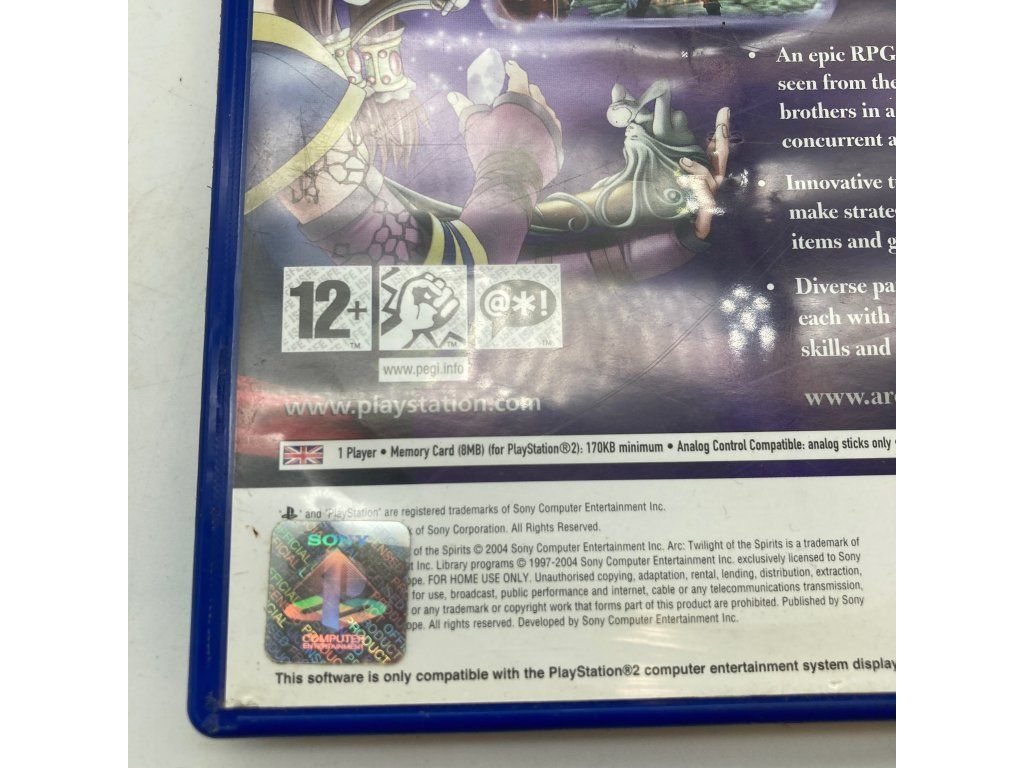 An epic RPG
seen from the
brothers in a
concurrent a
Innovative t
make strate
items and g
Diverse pa
each with
skills and
12+
TM
TM
@*!
TM
www.pegi.info
www.playstation.com
www.arc
1 Player • Memory Card (8MB) (for PlayStation®2): 170KB minimum • Analog Control Compatible: analog sticks only •
" " and "PlayStation" are registered trademarks of Sony Computer Entertainment Inc.
k of Sony Corporation. All Rights Reserved.
of the Spirits © 2004 Sony Computer Entertainment Inc. Arc: Twilight of the Spirits is a trademark of
t Inc. Library programs © 1997-2004 Sony Computer Entertainment Inc. exclusively licensed to Sony
ope. FOR HOME USE ONLY. Unauthorised copying, adaptation, rental, lending, distribution, extraction,
for use, broadcast, public performance and internet, cable or any telecommunications transmission,
or any trademark or copyright work that forms part of this product are prohibited. Published by Sony
ope. All rights reserved. Developed by Sony Computer Entertainment Inc.
SONY
COMPUTER
ENTERTAINMENT
This software is only compatible with the PlayStation®2 computer entertainment system display